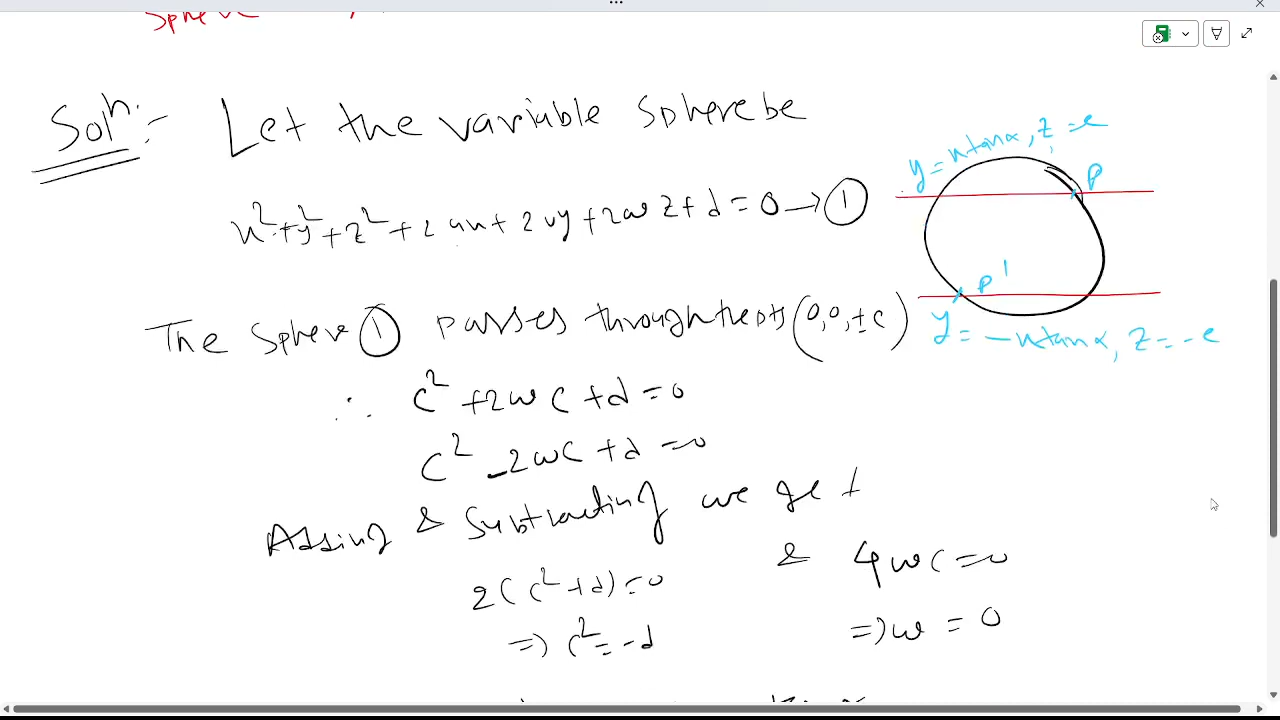 Sphere
Solⁿ:-
Let the variable sphere be
x²+y²+z²+2ux+2vy+2wz+d=0→①
y=x tanα, z=c
P
P'
y=-x tanα, z=-c
The sphere ① passes through the pts (0,0,±c)
∴ c²+2wc+d=0
c²-2wc+d=0
Adding & subtracting we get
2(c²+d)=0 & 4wc=0
⇒ c²=-d ⇒ w=0